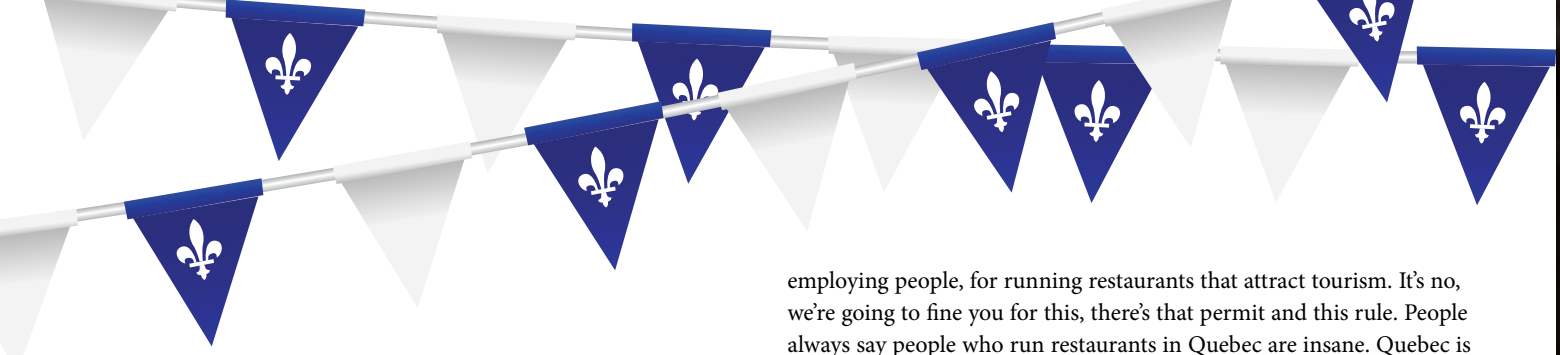 employing people, for running restaurants that attract tourism. It’s no,
we’re going to fine you for this, there’s that permit and this rule. People
always say people who run restaurants in Quebec are insane. Quebec is